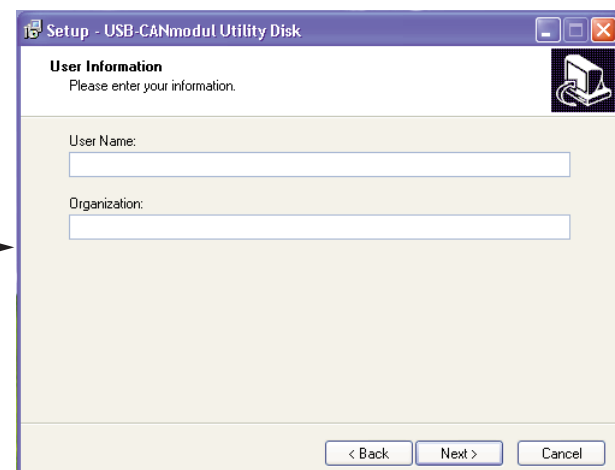 Setup - USB-CANmodul Utility Disk
User Information
Please enter your information.
User Name:
Organization:
< Back
Next >
Cancel